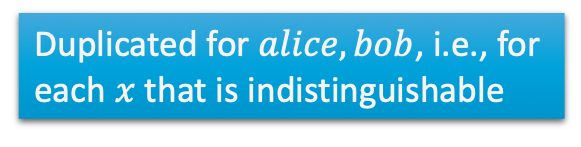 Duplicated for alice, bob, i.e., for
each x that is indistinguishable